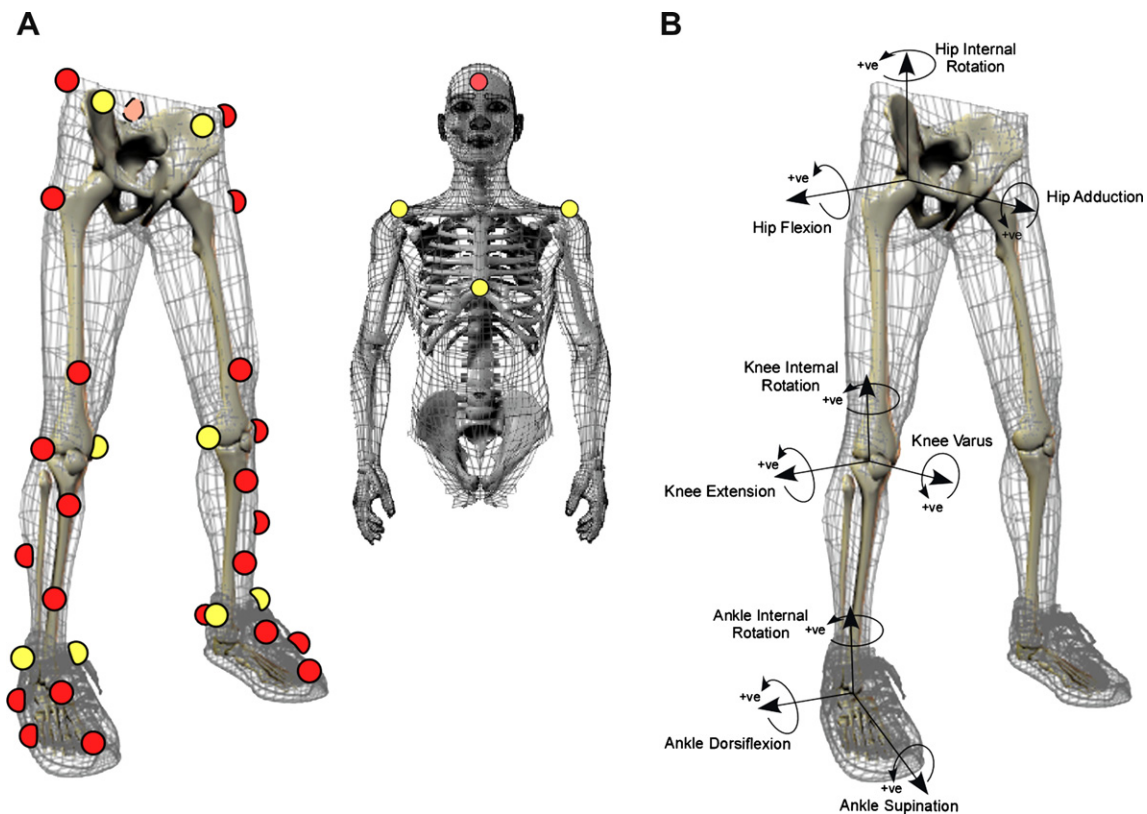 A
B
Hip Internal
Rotation
+ve
+ve
Hip Flexion
Hip Adduction
+ve
Knee Internal
Rotation
+ve
Knee Varus
+ve
Knee Extension
+ve
Ankle Internal
Rotation
+ve
+ve
Ankle Dorsiflexion
+ve
Ankle Supination